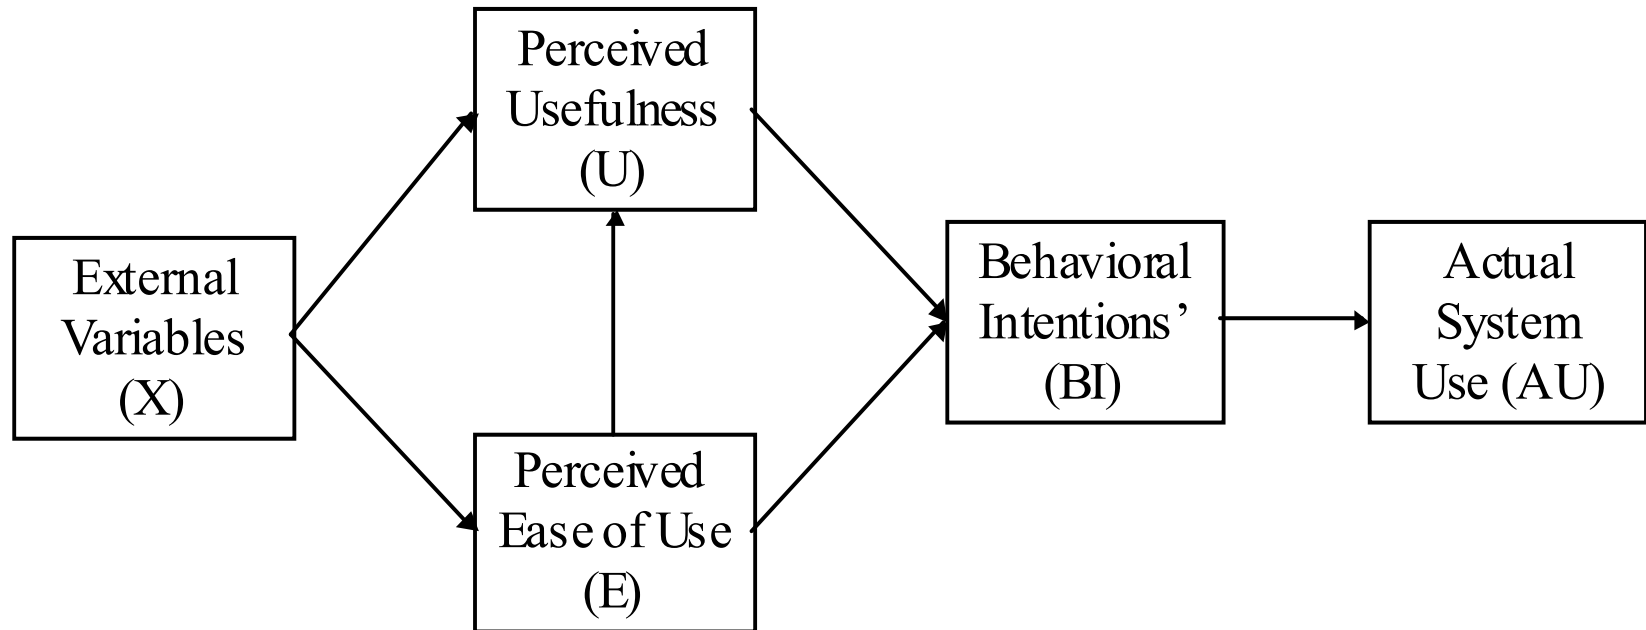 Perceived
Usefulness
(U)
External
Variables
(X)
Perceived
Ease of Use
(E)
Behavioral
Intentions’
(BI)
Actual
System
Use (AU)